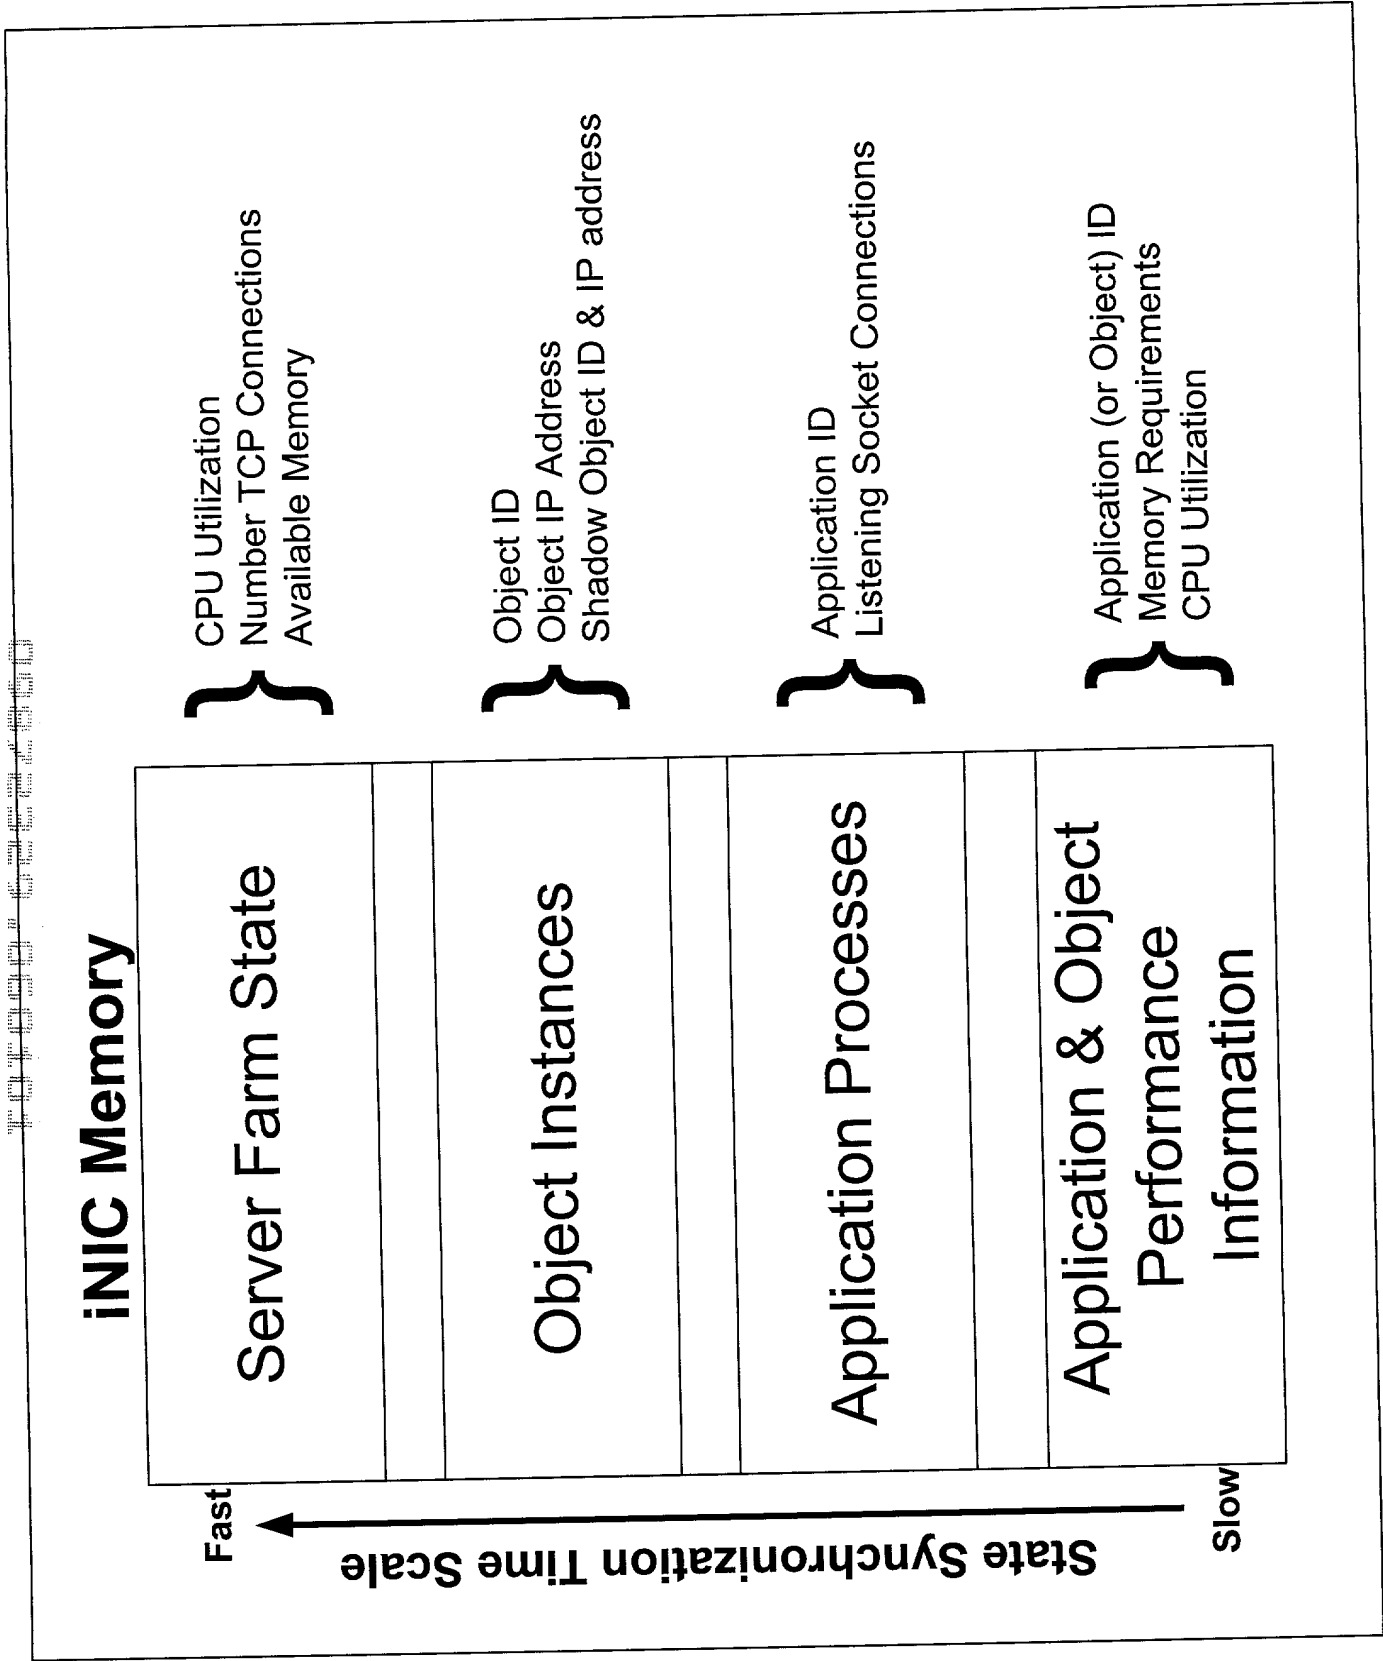 iNIC Memory
Fast
State Synchronization Time Scale
Slow
Server Farm State
CPU Utilization
Number TCP Connections
Available Memory
Object Instances
Object ID
Object IP Address
Shadow Object ID & IP address
Application Processes
Application ID
Listening Socket Connections
Application & Object
Performance
Information
Application (or Object) ID
Memory Requirements
CPU Utilization